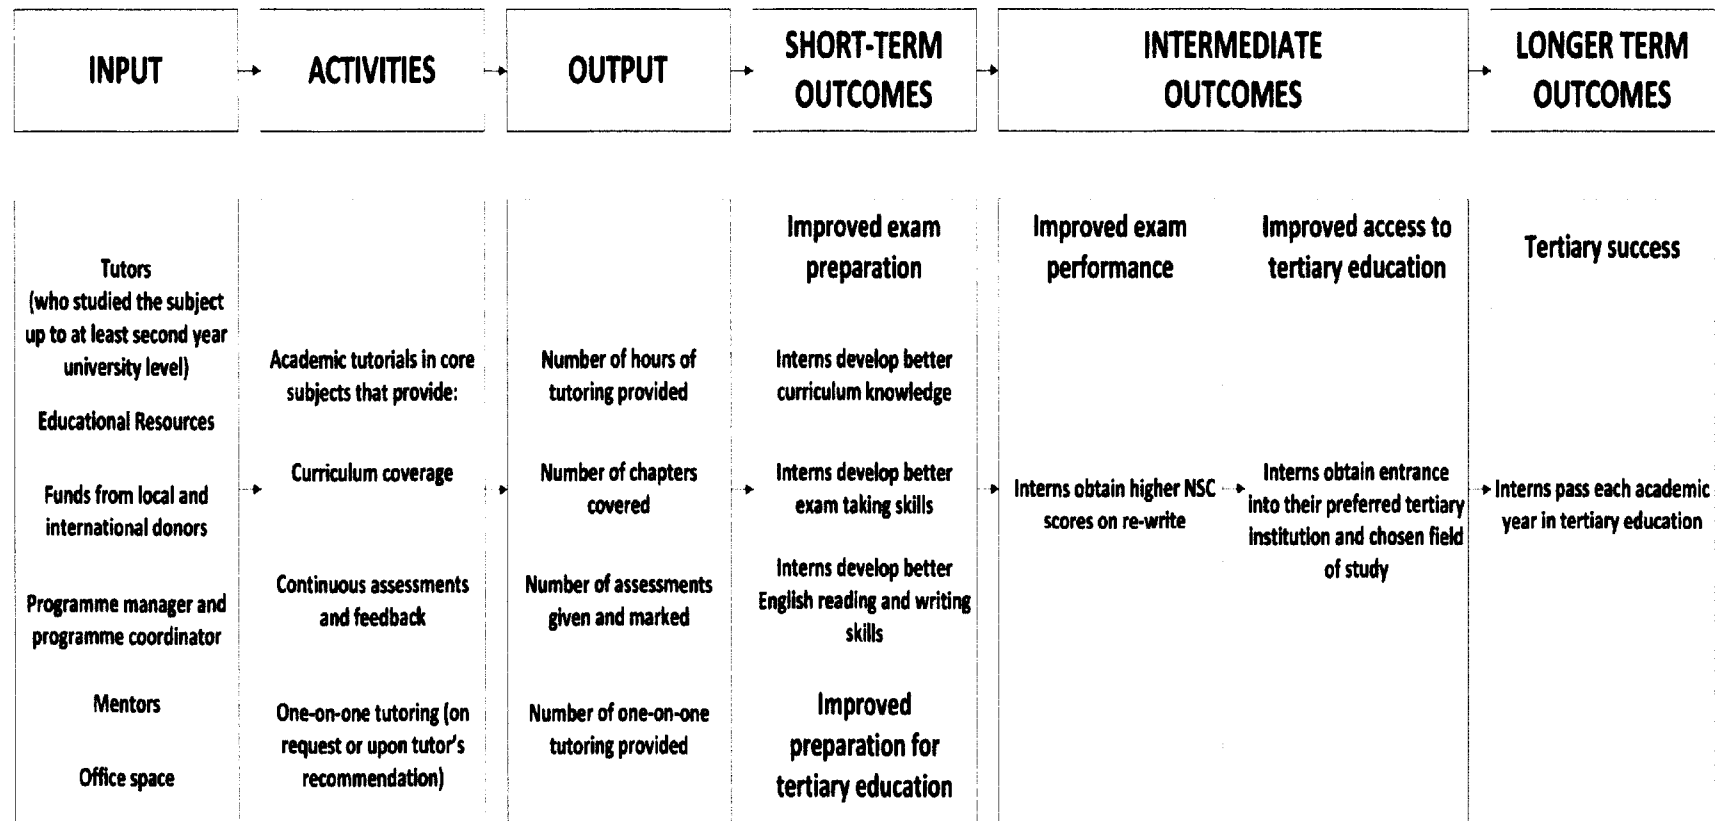 INPUT
ACTIVITIES
OUTPUT
SHORT-TERM
OUTCOMES
INTERMEDIATE
OUTCOMES
LONGER TERM
OUTCOMES
Tutors
(who studied the subject
up to at least second year
university level)
Educational Resources
Funds from local and
international donors
Programme manager and
programme coordinator
Mentors
Office space
Academic tutorials in core
subjects that provide:
Curriculum coverage
Continuous assessments
and feedback
One-on-one tutoring (on
request or upon tutor's
recommendation)
Number of hours of
tutoring provided
Number of chapters
covered
Number of assessments
given and marked
Number of one-on-one
tutoring provided
Improved exam
preparation
Interns develop better
curriculum knowledge
Interns develop better
exam taking skills
Interns develop better
English reading and writing
skills
Improved
preparation for
tertiary education
Improved exam
performance
Interns obtain higher NSC
scores on re-write
Improved access to
tertiary education
Interns obtain entrance
into their preferred tertiary
institution and chosen field
of study
Tertiary success
Interns pass each academic
year in tertiary education